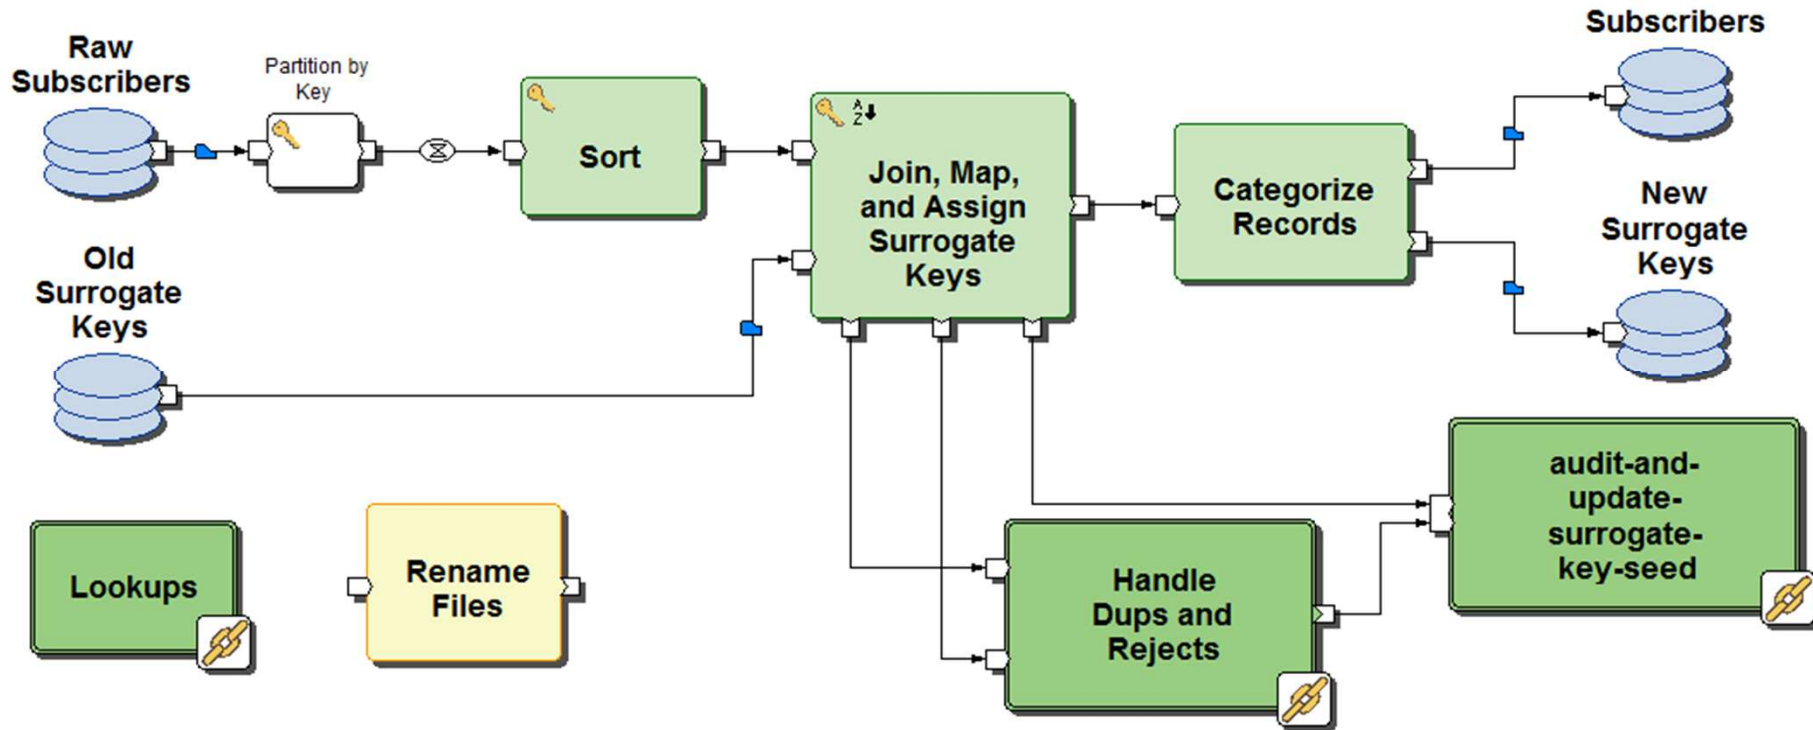 Raw
Subscribers
Partition by
Key
Sort
A
Z
Join, Map,
and Assign
Surrogate
Keys
Categorize
Records
Subscribers
New
Surrogate
Keys
Old
Surrogate
Keys
Lookups
Rename
Files
Handle
Dups and
Rejects
audit-and-
update-
surrogate-
key-seed